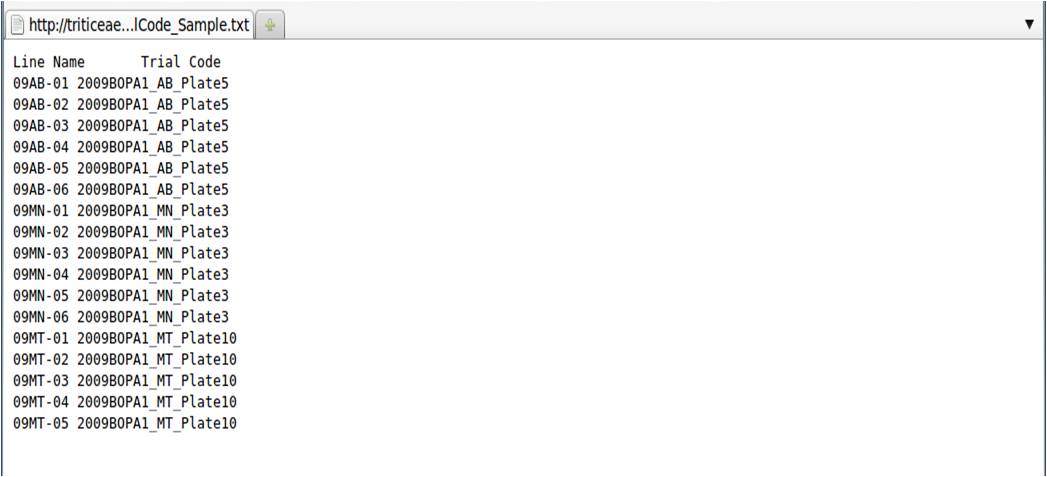 http://triticeae...lCode_Sample.txt
Line Name Trial Code
09AB-01 2009BOPA1_AB_Plate5
09AB-02 2009BOPA1_AB_Plate5
09AB-03 2009BOPA1_AB_Plate5
09AB-04 2009BOPA1_AB_Plate5
09AB-05 2009BOPA1_AB_Plate5
09AB-06 2009BOPA1_AB_Plate5
09MN-01 2009BOPA1_MN_Plate3
09MN-02 2009BOPA1_MN_Plate3
09MN-03 2009BOPA1_MN_Plate3
09MN-04 2009BOPA1_MN_Plate3
09MN-05 2009BOPA1_MN_Plate3
09MN-06 2009BOPA1_MN_Plate3
09MT-01 2009BOPA1_MT_Plate10
09MT-02 2009BOPA1_MT_Plate10
09MT-03 2009BOPA1_MT_Plate10
09MT-04 2009BOPA1_MT_Plate10
09MT-05 2009BOPA1_MT_Plate10